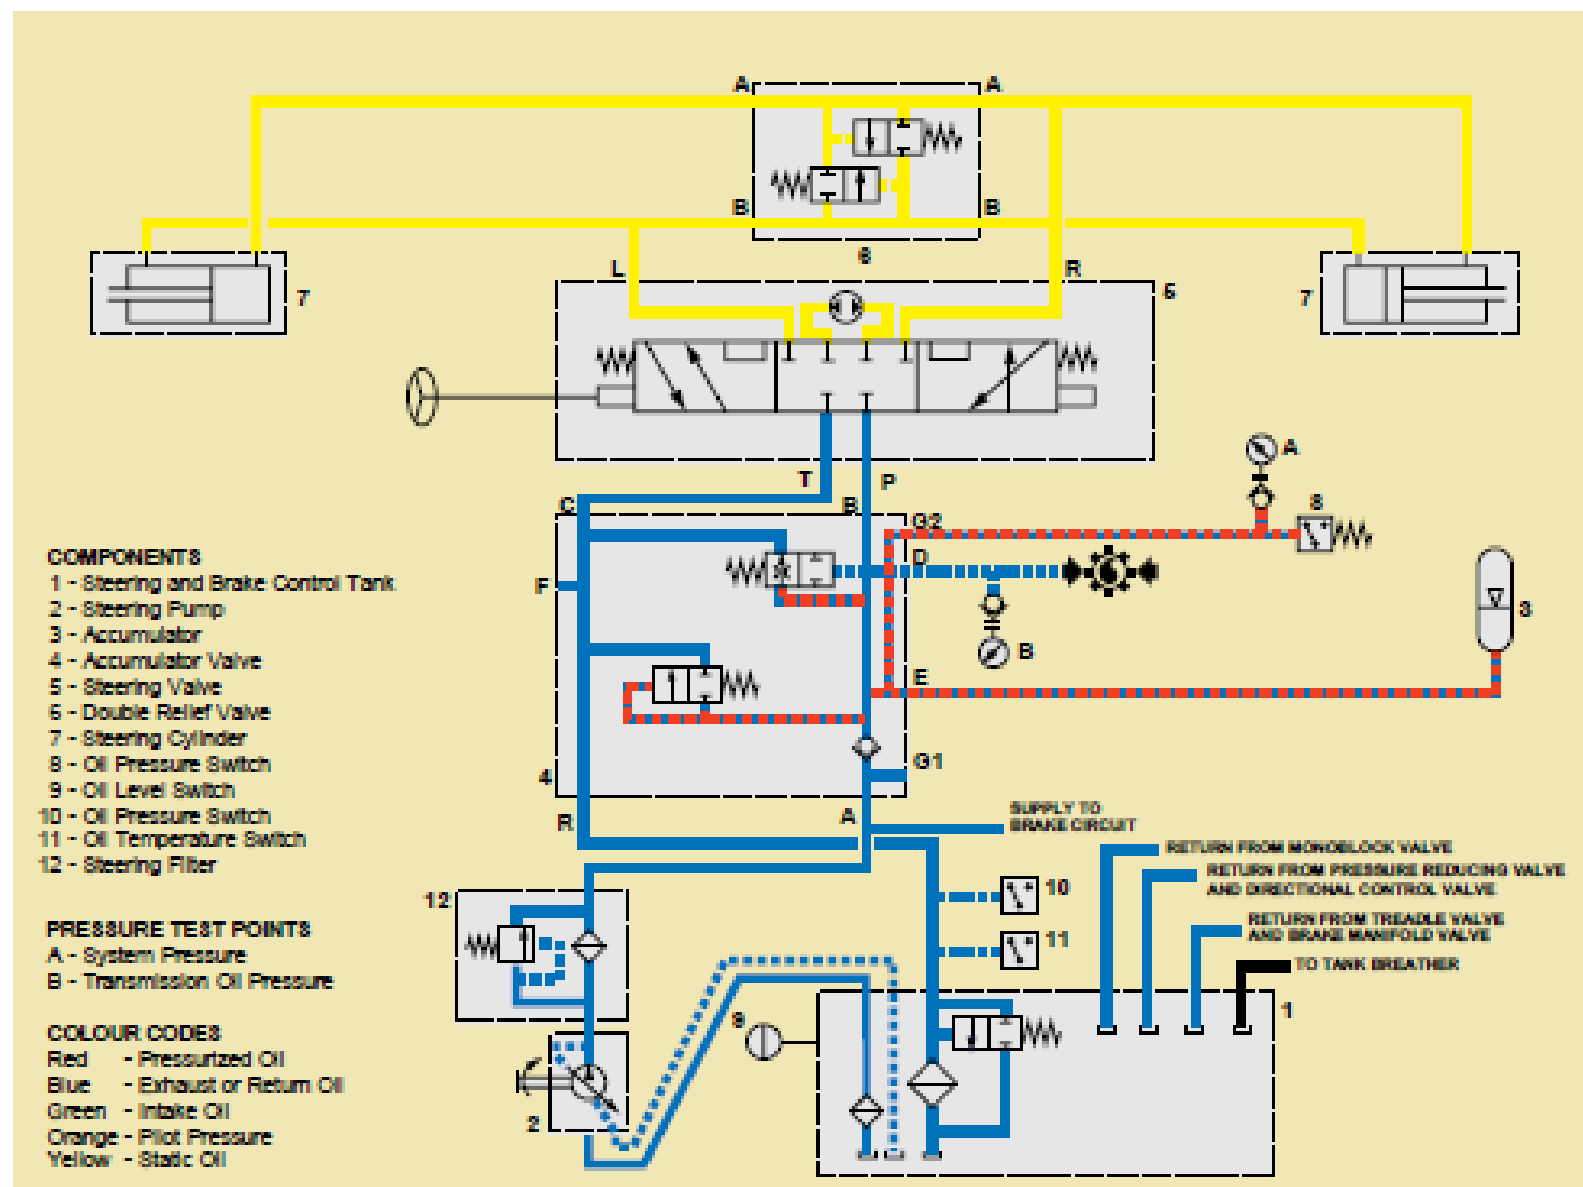 A A
B B
6
L R
5
7
7
T P
A
C B
G2
8
D
F
3
B
E
COMPONENTS
1 - Steering and Brake Control Tank
2 - Steering Pump
3 - Accumulator
4 - Accumulator Valve
5 - Steering Valve
6 - Double Relief Valve
7 - Steering Cylinder
8 - Oil Pressure Switch
9 - Oil Level Switch
10 - Oil Pressure Switch
11 - Oil Temperature Switch
12 - Steering Filter
4
G1
R A
SUPPLY TO
BRAKE CIRCUIT
RETURN FROM MONOBLOCK VALVE
RETURN FROM PRESSURE REDUCING VALVE
AND DIRECTIONAL CONTROL VALVE
RETURN FROM TREADLE VALVE
AND BRAKE MANIFOLD VALVE
TO TANK BREATHER
12
10
11
9
1
2
PRESSURE TEST POINTS
A - System Pressure
B - Transmission Oil Pressure
COLOUR CODES
Red - Pressurized Oil
Blue - Exhaust or Return Oil
Green - Intake Oil
Orange - Pilot Pressure
Yellow - Static Oil